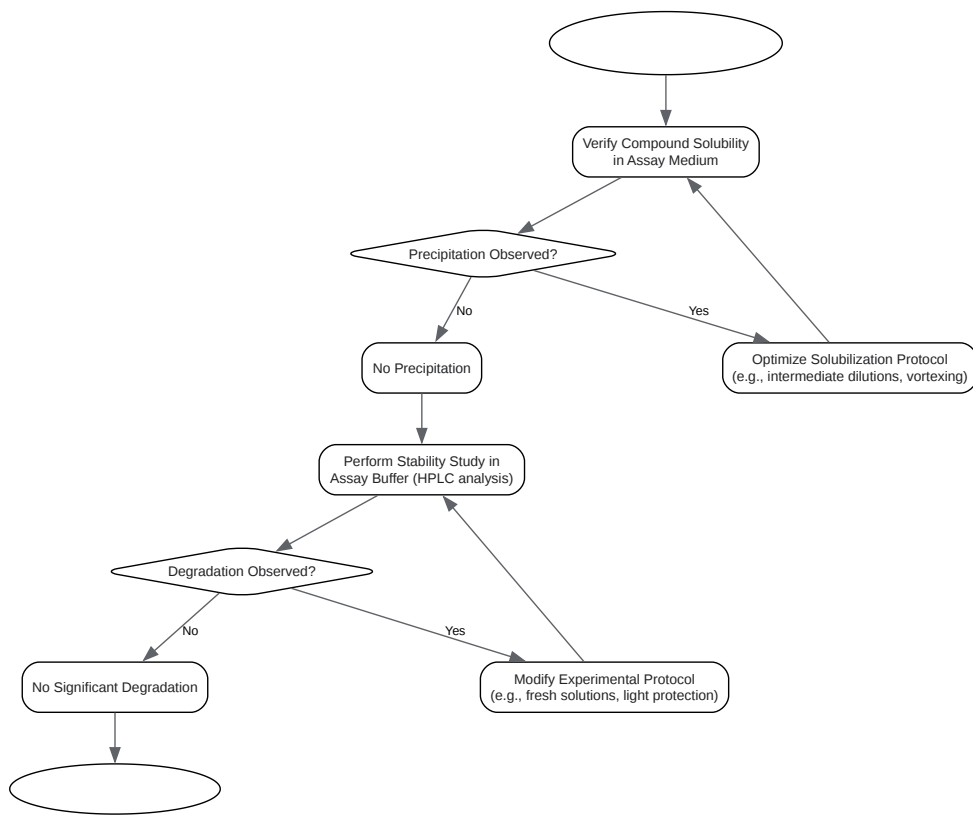 Verify Compound Solubility
in Assay Medium
Precipitation Observed?
No
Yes
No Precipitation
Optimize Solubilization Protocol
(e.g., intermediate dilutions, vortexing)
Perform Stability Study in
Assay Buffer (HPLC analysis)
Degradation Observed?
No
Yes
No Significant Degradation
Modify Experimental Protocol
(e.g., fresh solutions, light protection)